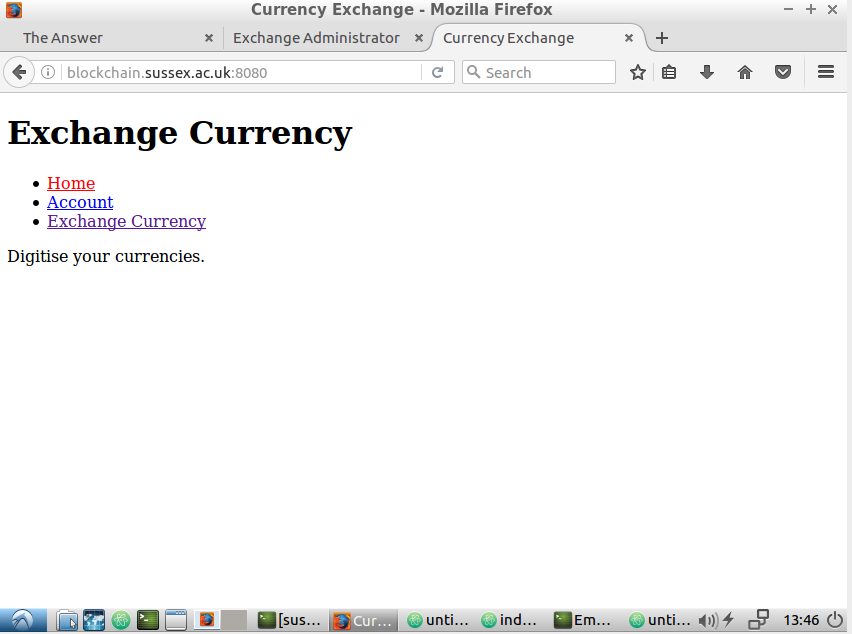 Currency Exchange - Mozilla Firefox
The Answer
Exchange Administrator
Currency Exchange
blockchain.sussex.ac.uk:8080
Search
Exchange Currency
Home
Account
Exchange Currency
Digitise your currencies.
[sus...
Cur...
unti...
ind...
Em...
unti...
13:46